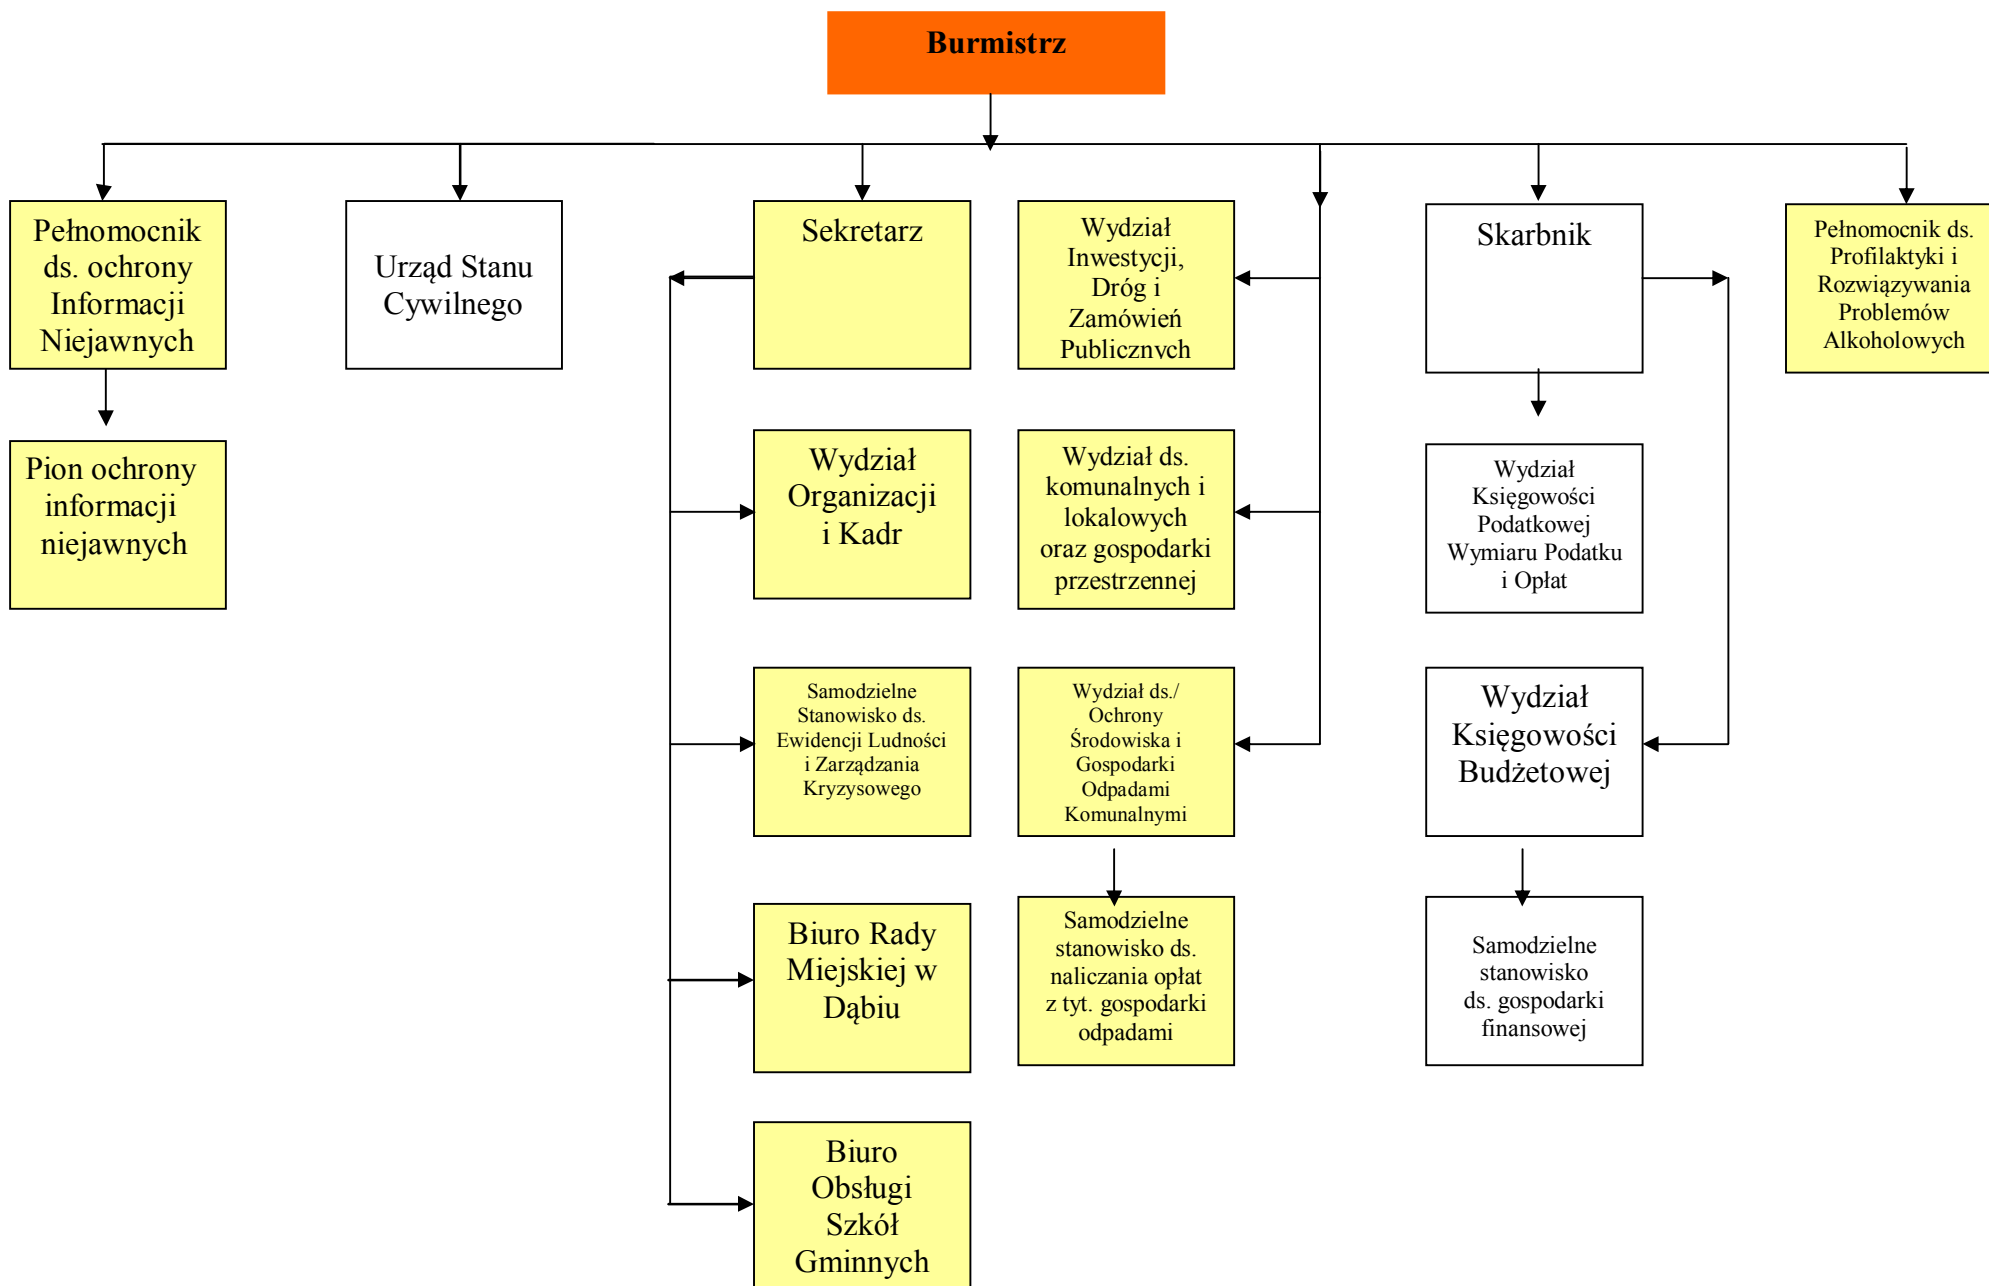 Burmistrz
Pełnomocnik
ds. ochrony
Informacji
Niejawnych
Urząd Stanu
Cywilnego
Sekretarz
Wydział
Inwestycji,
Dróg i
Zamówień
Publicznych
Skarbnik
Pełnomocnik ds.
Profilaktyki i
Rozwiązywania
Problemów
Alkoholowych
Pion ochrony
informacji
niejawnych
Wydział
Organizacji
i Kadr
Wydział ds.
komunalnych i
lokalowych
oraz gospodarki
przestrzennej
Wydział
Księgowości
Podatkowej
Wymiaru Podatku
i Opłat
Samodzielne
Stanowisko ds.
Ewidencji Ludności
i Zarządzania
Kryzysowego
Wydział ds./
Ochrony
Środowiska i
Gospodarki
Odpadami
Komunalnymi
Wydział
Księgowości
Budżetowej
Biuro Rady
Miejskiej w
Dąbiu
Samodzielne
stanowisko ds.
naliczania opłat
z tyt. gospodarki
odpadami
Samodzielne
stanowisko
ds. gospodarki
finansowej
Biuro
Obsługi
Szkół
Gminnych